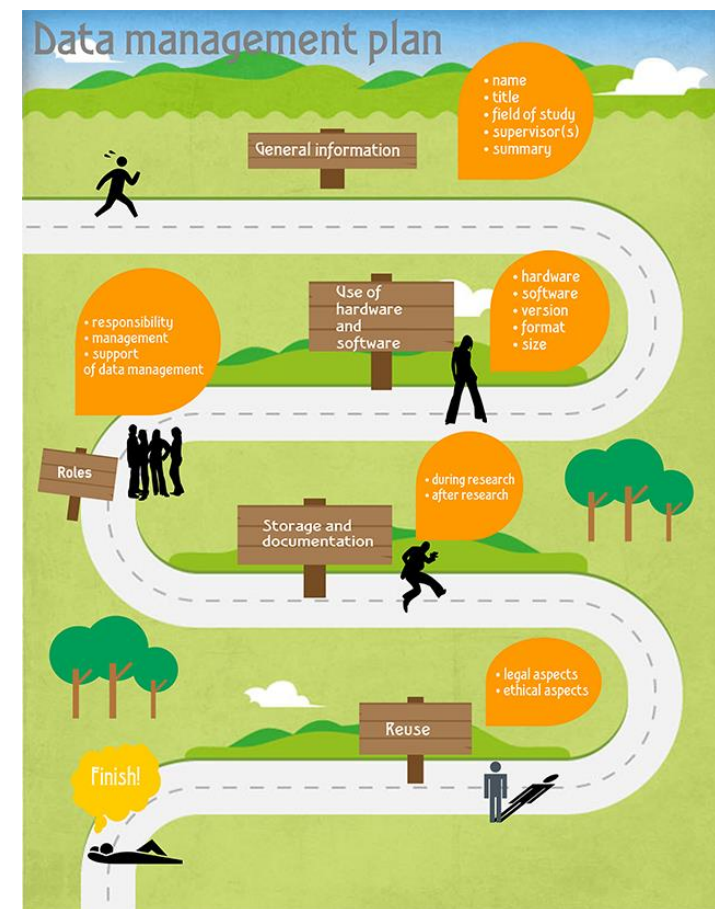 Data management plan
• name
• title
• field of study
• supervisor(s)
• summary
General information
Use of
hardware
and
software
• hardware
• software
• version
• format
• size
• responsibility
• management
• support
of data management
Roles
• during research
• after research
Storage and
documentation
• legal aspects
• ethical aspects
Reuse
Finish!